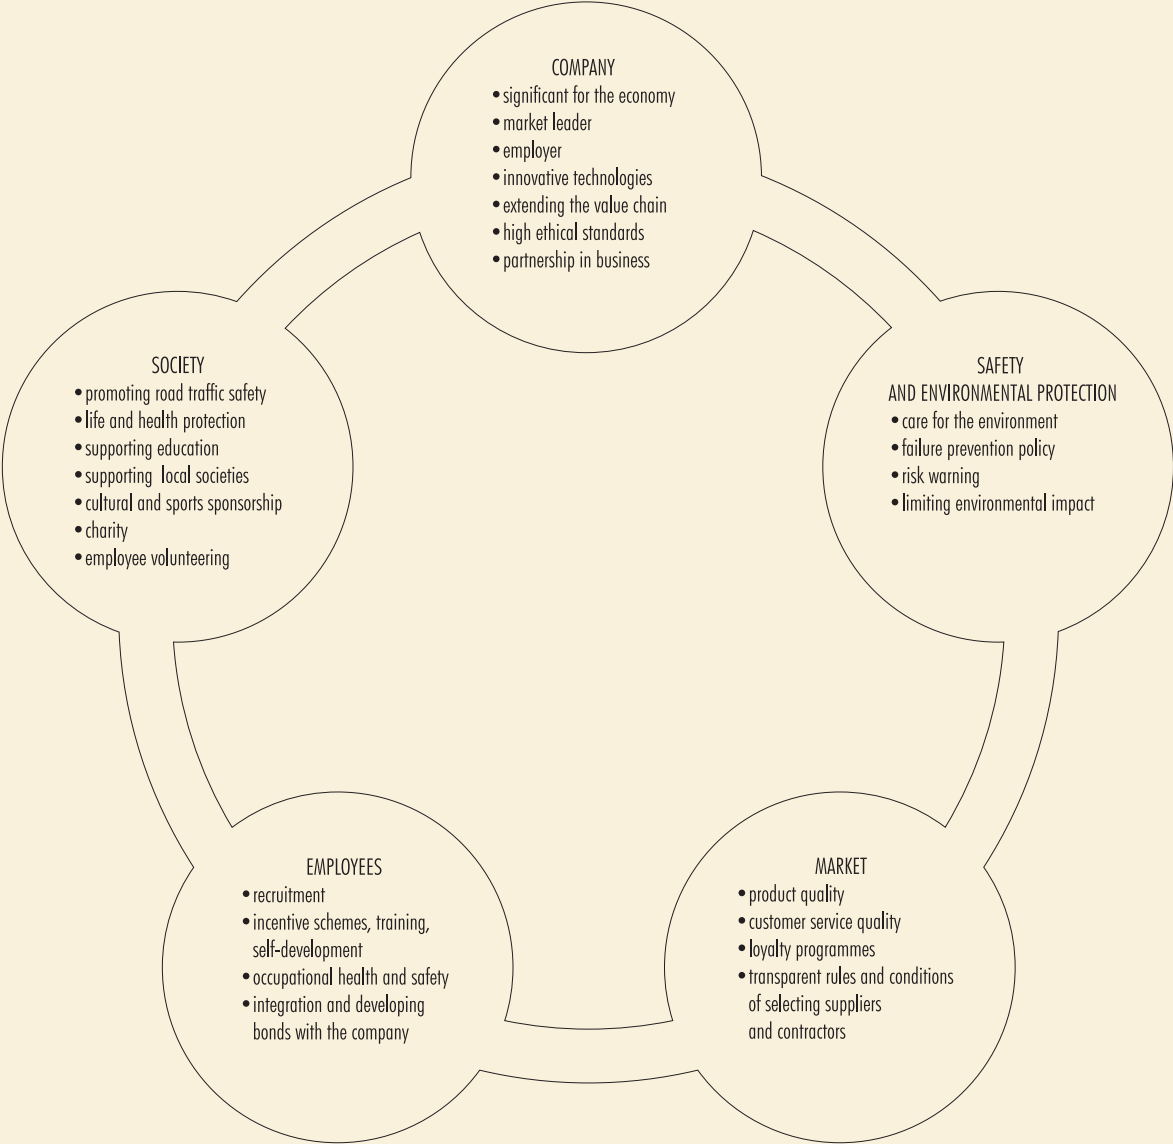 COMPANY
• significant for the economy
• market leader
• employer
• innovative technologies
• extending the value chain
• high ethical standards
• partnership in business
SOCIETY
• promoting road traffic safety
• life and health protection
• supporting education
• supporting local societies
• cultural and sports sponsorship
• charity
• employee volunteering
SAFETY
AND ENVIRONMENTAL PROTECTION
• care for the environment
• failure prevention policy
• risk warning
• limiting environmental impact
EMPLOYEES
• recruitment
• incentive schemes, training,
self-development
• occupational health and safety
• integration and developing
bonds with the company
MARKET
• product quality
• customer service quality
• loyalty programmes
• transparent rules and conditions
of selecting suppliers
and contractors